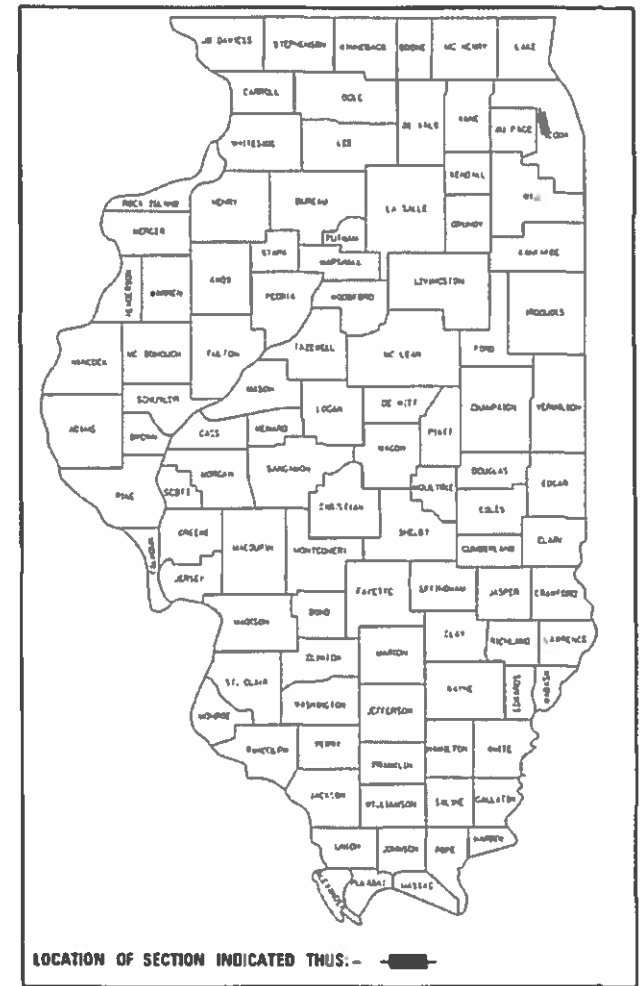 JO DAVIESS STEPHENSON WINNEBAGO BOONE MC HENRY LAKE
CARROLL OGLE
DE KALB KANE DU PAGE COOK
WHITESIDE LEE
KENDALL
ROCK ISLAND HENRY BUREAU LA SALLE
MERCER GRUNDY
PUTNAM
STARK MARSHALL KANKAKEE
HENDERSON WARREN KNOX LIVINGSTON
PEORIA WOODFORD IROQUOIS
HANCOCK MC DONOUGH FULTON TAZEWELL MC LEAN FORD
MASON
SCHUYLER LOGAN DE WITT CHAMPAIGN VERMILION
ADAMS BROWN CASS MENARD PIATT
MACON
MORGAN SANGAMON DOUGLAS
PIKE SCOTT MOULTRIE EDGAR
CHRISTIAN COLES
GREENE SHELBY
CALHOUN MACOUPIN MONTGOMERY CUMBERLAND CLARK
JERSEY
FAYETTE EFFINGHAM JASPER CRAWFORD
MADISON BOND
CLAY RICHLAND LAWRENCE
CLINTON MARION
ST. CLAIR WAYNE
WASHINGTON JEFFERSON EDWARDS WABASH
MONROE
RANDOLPH PERRY HAMILTON WHITE
FRANKLIN
JACKSON WILLIAMSON SALINE GALLATIN
UNION JOHNSON POPE HARDIN
PULASKI MASSAC
LOCATION OF SECTION INDICATED THUS:-